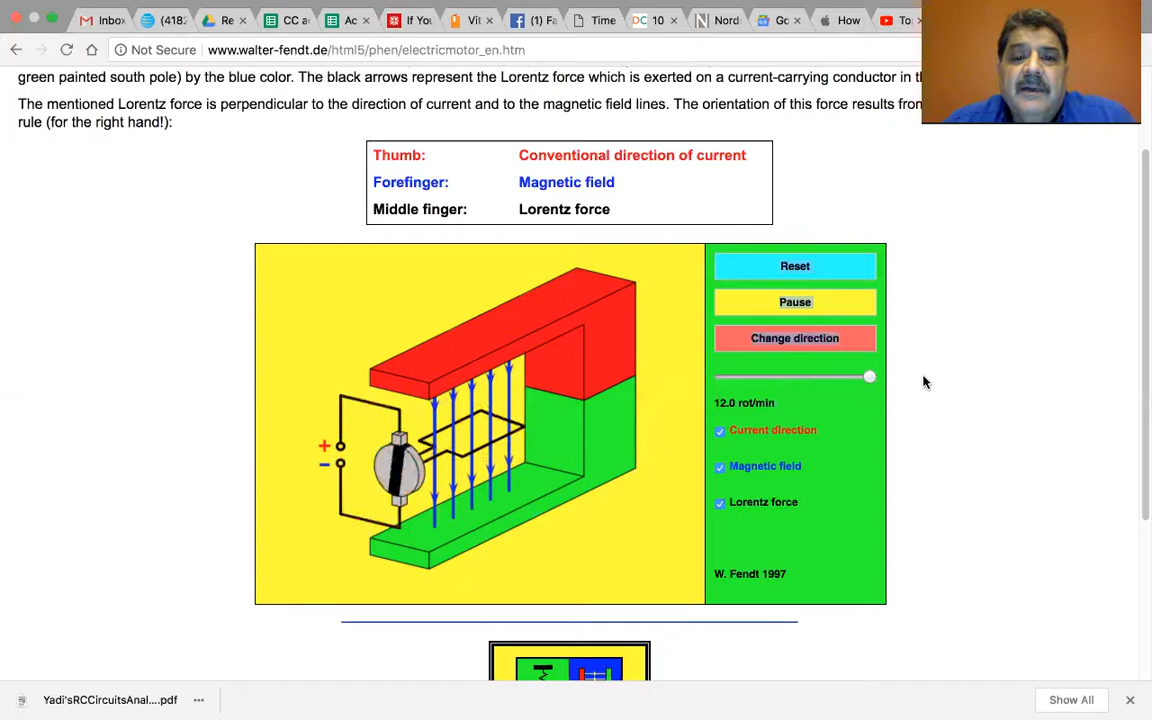 Inbox (418 Re CC ac Ac If You Vit (1) Fa Time DC 10 Nord Go How To
Not Secure www.walter-fendt.de/html5/phen/electricmotor_en.htm
green painted south pole) by the blue color. The black arrows represent the Lorentz force which is exerted on a current-carrying conductor in th
The mentioned Lorentz force is perpendicular to the direction of current and to the magnetic field lines. The orientation of this force results from
rule (for the right hand!):
Thumb: Conventional direction of current
Forefinger: Magnetic field
Middle finger: Lorentz force
Reset
Pause
Change direction
12.0 rot/min
Current direction
+
−
Magnetic field
Lorentz force
W. Fendt 1997
Yadi'sRCCircuitsAnal....pdf
Show All